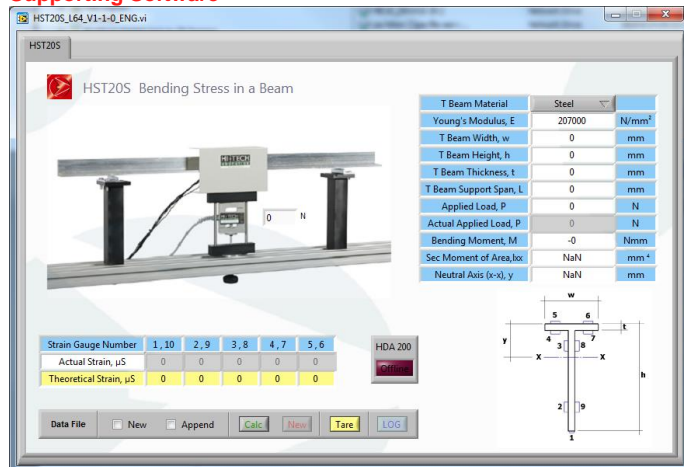 Supporting Software
HST20S_L64_V1-1-0_ENG.vi
HST20S
HST20S Bending Stress in a Beam
HI-TECH
0 N
T Beam Material Steel
Young's Modulus, E 207000 N/mm²
T Beam Width, w 0 mm
T Beam Height, h 0 mm
T Beam Thickness, t 0 mm
T Beam Support Span, L 0 mm
Applied Load, P 0 N
Actual Applied Load, P 0 N
Bending Moment, M -0 Nmm
Sec Moment of Area,Ixx NaN mm⁴
Neutral Axis (x-x), y NaN mm
w
5 6
t
4 7
y 3 8
X X
h
2 9
1
Strain Gauge Number 1,10 2,9 3,8 4,7 5,6
Actual Strain, µS 0 0 0 0 0
Theoretical Strain, µS 0 0 0 0 0
HDA 200
Offline
Data File New Append Calc New Tare LOG